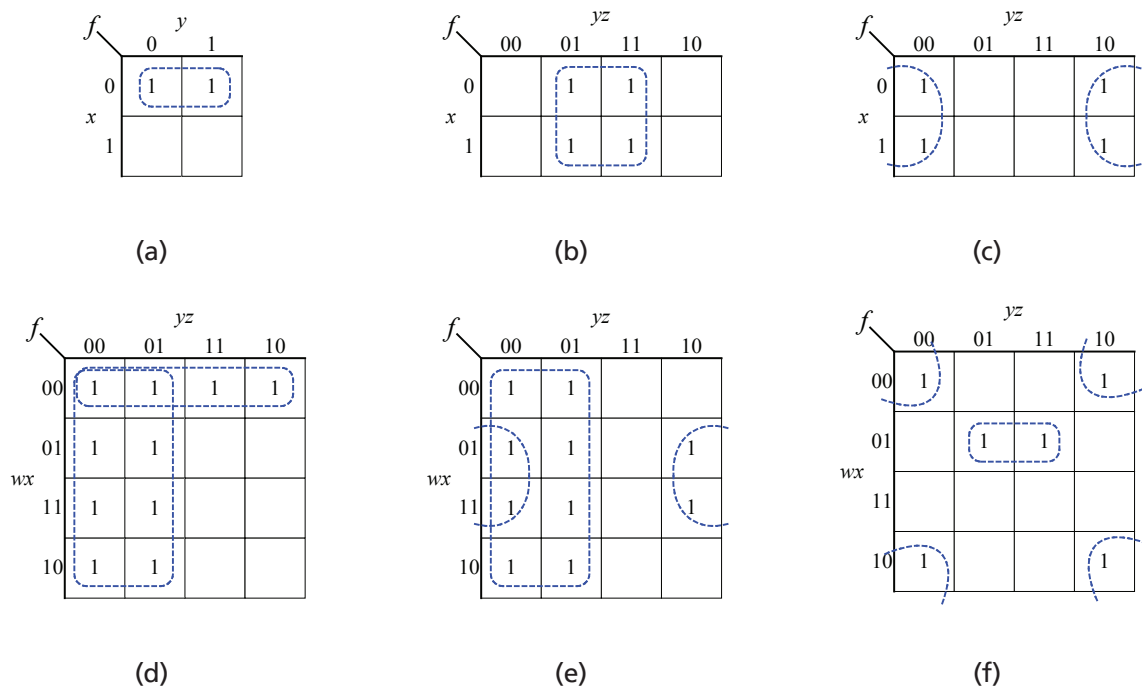 f y
0 1
0 1 1
x
1
(a)
f yz
00 01 11 10
0 1 1
x
1 1 1
(b)
f yz
00 01 11 10
0 1 1
x
1 1 1
(c)
f yz
00 01 11 10
00 1 1 1 1
01 1 1
wx
11 1 1
10 1 1
(d)
f yz
00 01 11 10
00 1 1
01 1 1 1
wx
11 1 1 1
10 1 1
(e)
f yz
00 01 11 10
00 1 1
01 1 1
wx
11
10 1 1
(f)